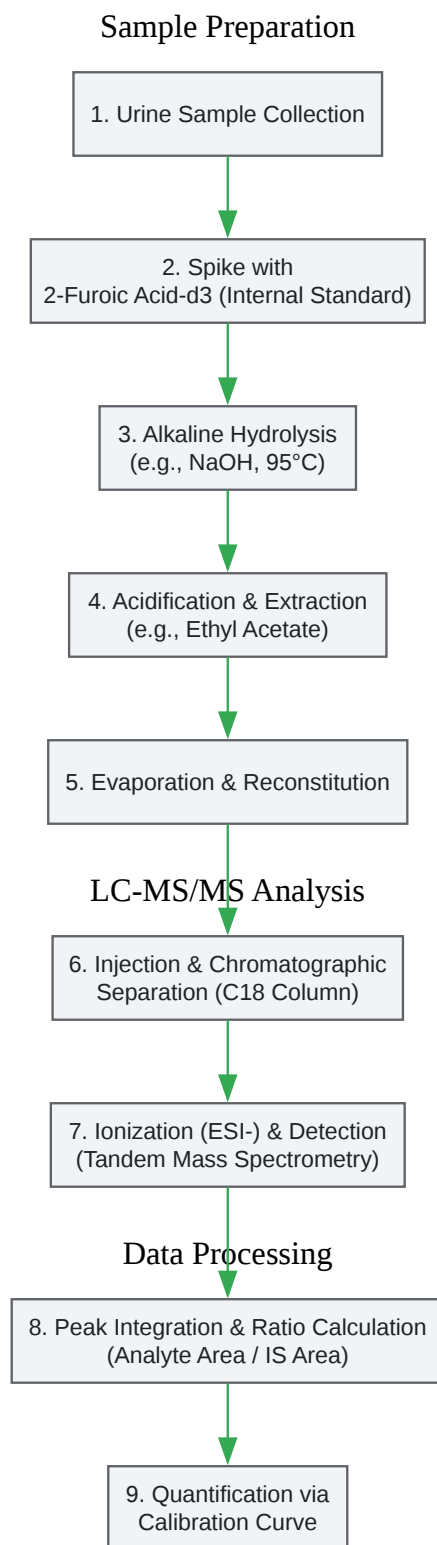 Sample Preparation
1. Urine Sample Collection
2. Spike with
2-Furoic Acid-d3 (Internal Standard)
3. Alkaline Hydrolysis
(e.g., NaOH, 95°C)
4. Acidification & Extraction
(e.g., Ethyl Acetate)
5. Evaporation & Reconstitution
LC-MS/MS Analysis
6. Injection & Chromatographic
Separation (C18 Column)
7. Ionization (ESI-) & Detection
(Tandem Mass Spectrometry)
Data Processing
8. Peak Integration & Ratio Calculation
(Analyte Area / IS Area)
9. Quantification via
Calibration Curve